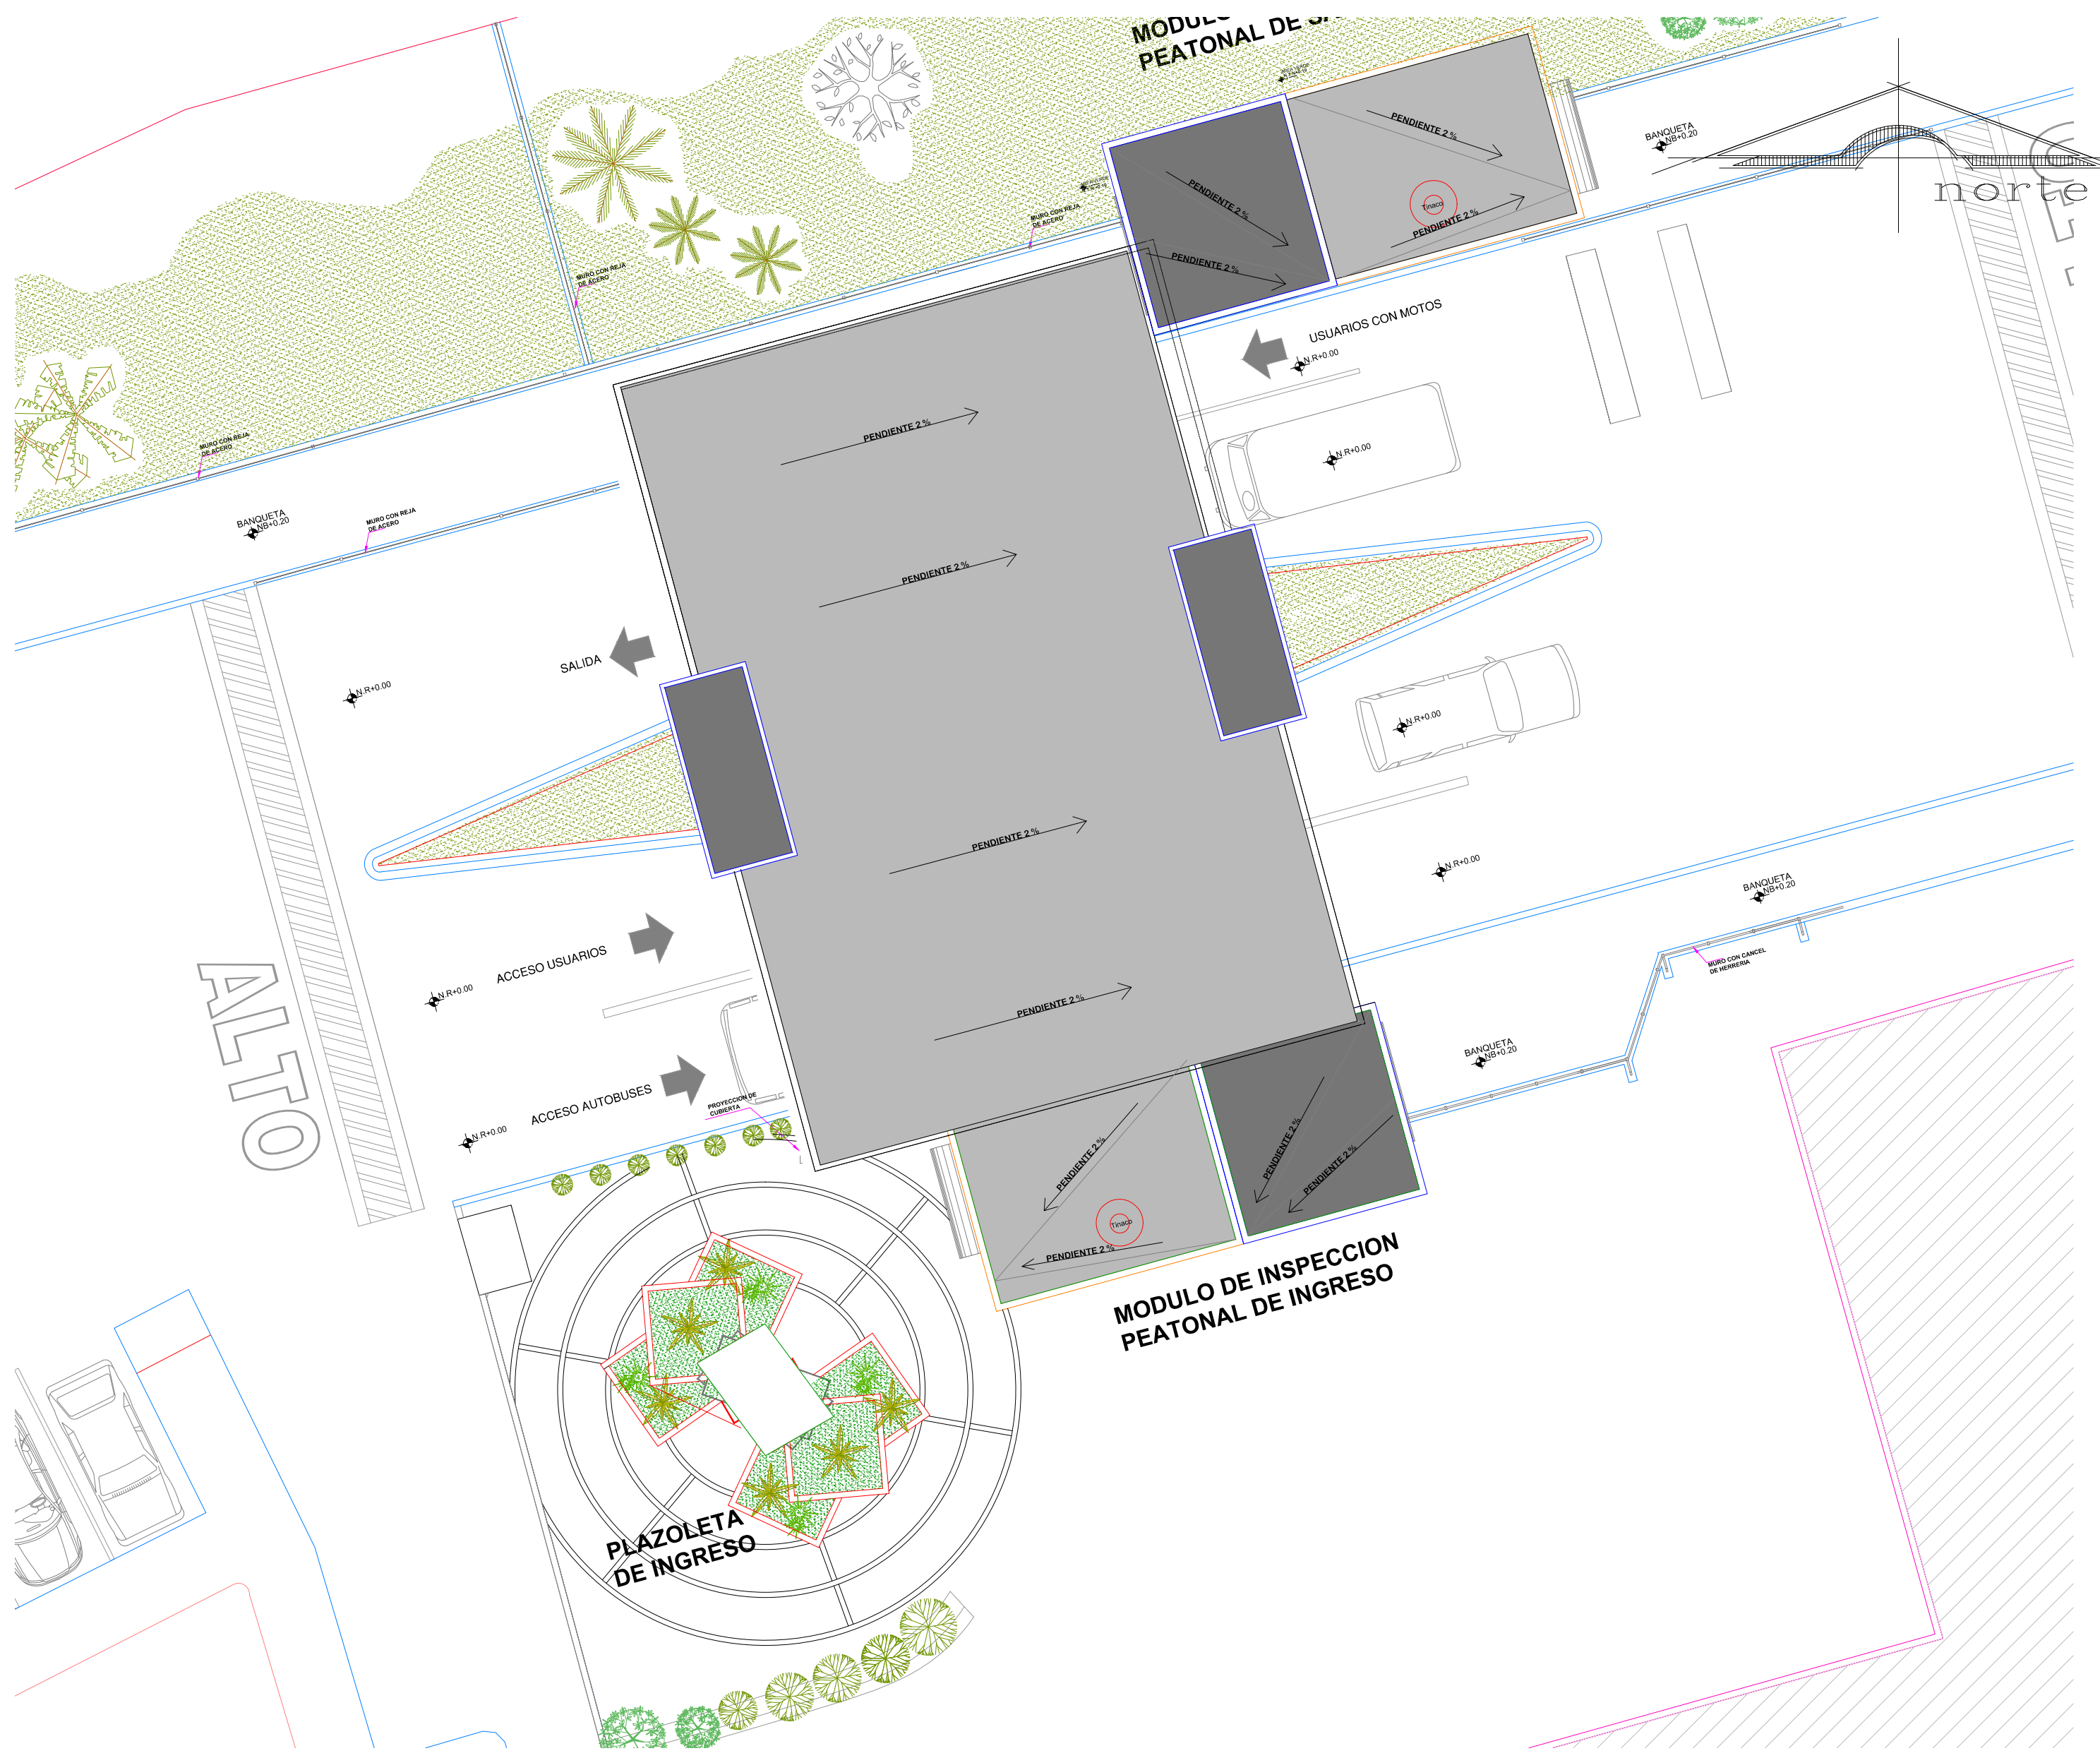 MODULO
PEATONAL DE
PENDIENTE 2 %
BANQUETA
NB+0.20
norte
PENDIENTE 2 %
Tinaco
PENDIENTE 2 %
MURO CON REJA
DE ACERO
PENDIENTE 2 %
MURO CON REJA
DE ACERO
USUARIOS CON MOTOS
N.R+0.00
PENDIENTE 2 %
MURO CON REJA
DE ACERO
N.R+0.00
BANQUETA
NB+0.20
MURO CON REJA
DE ACERO
PENDIENTE 2 %
SALIDA
N.R+0.00
N.R+0.00
PENDIENTE 2 %
N.R+0.00
BANQUETA
NB+0.20
ACCESO USUARIOS
N.R+0.00
MURO CON CANCEL
DE HERRERIA
PENDIENTE 2 %
ALTO
BANQUETA
NB+0.20
ACCESO AUTOBUSES
PROYECCION DE
CUBIERTA
N.R+0.00
PENDIENTE 2 %
PENDIENTE 2 %
PENDIENTE 2 %
Tinaco
PENDIENTE 2 %
MODULO DE INSPECCION
PEATONAL DE INGRESO
PLAZOLETA
DE INGRESO